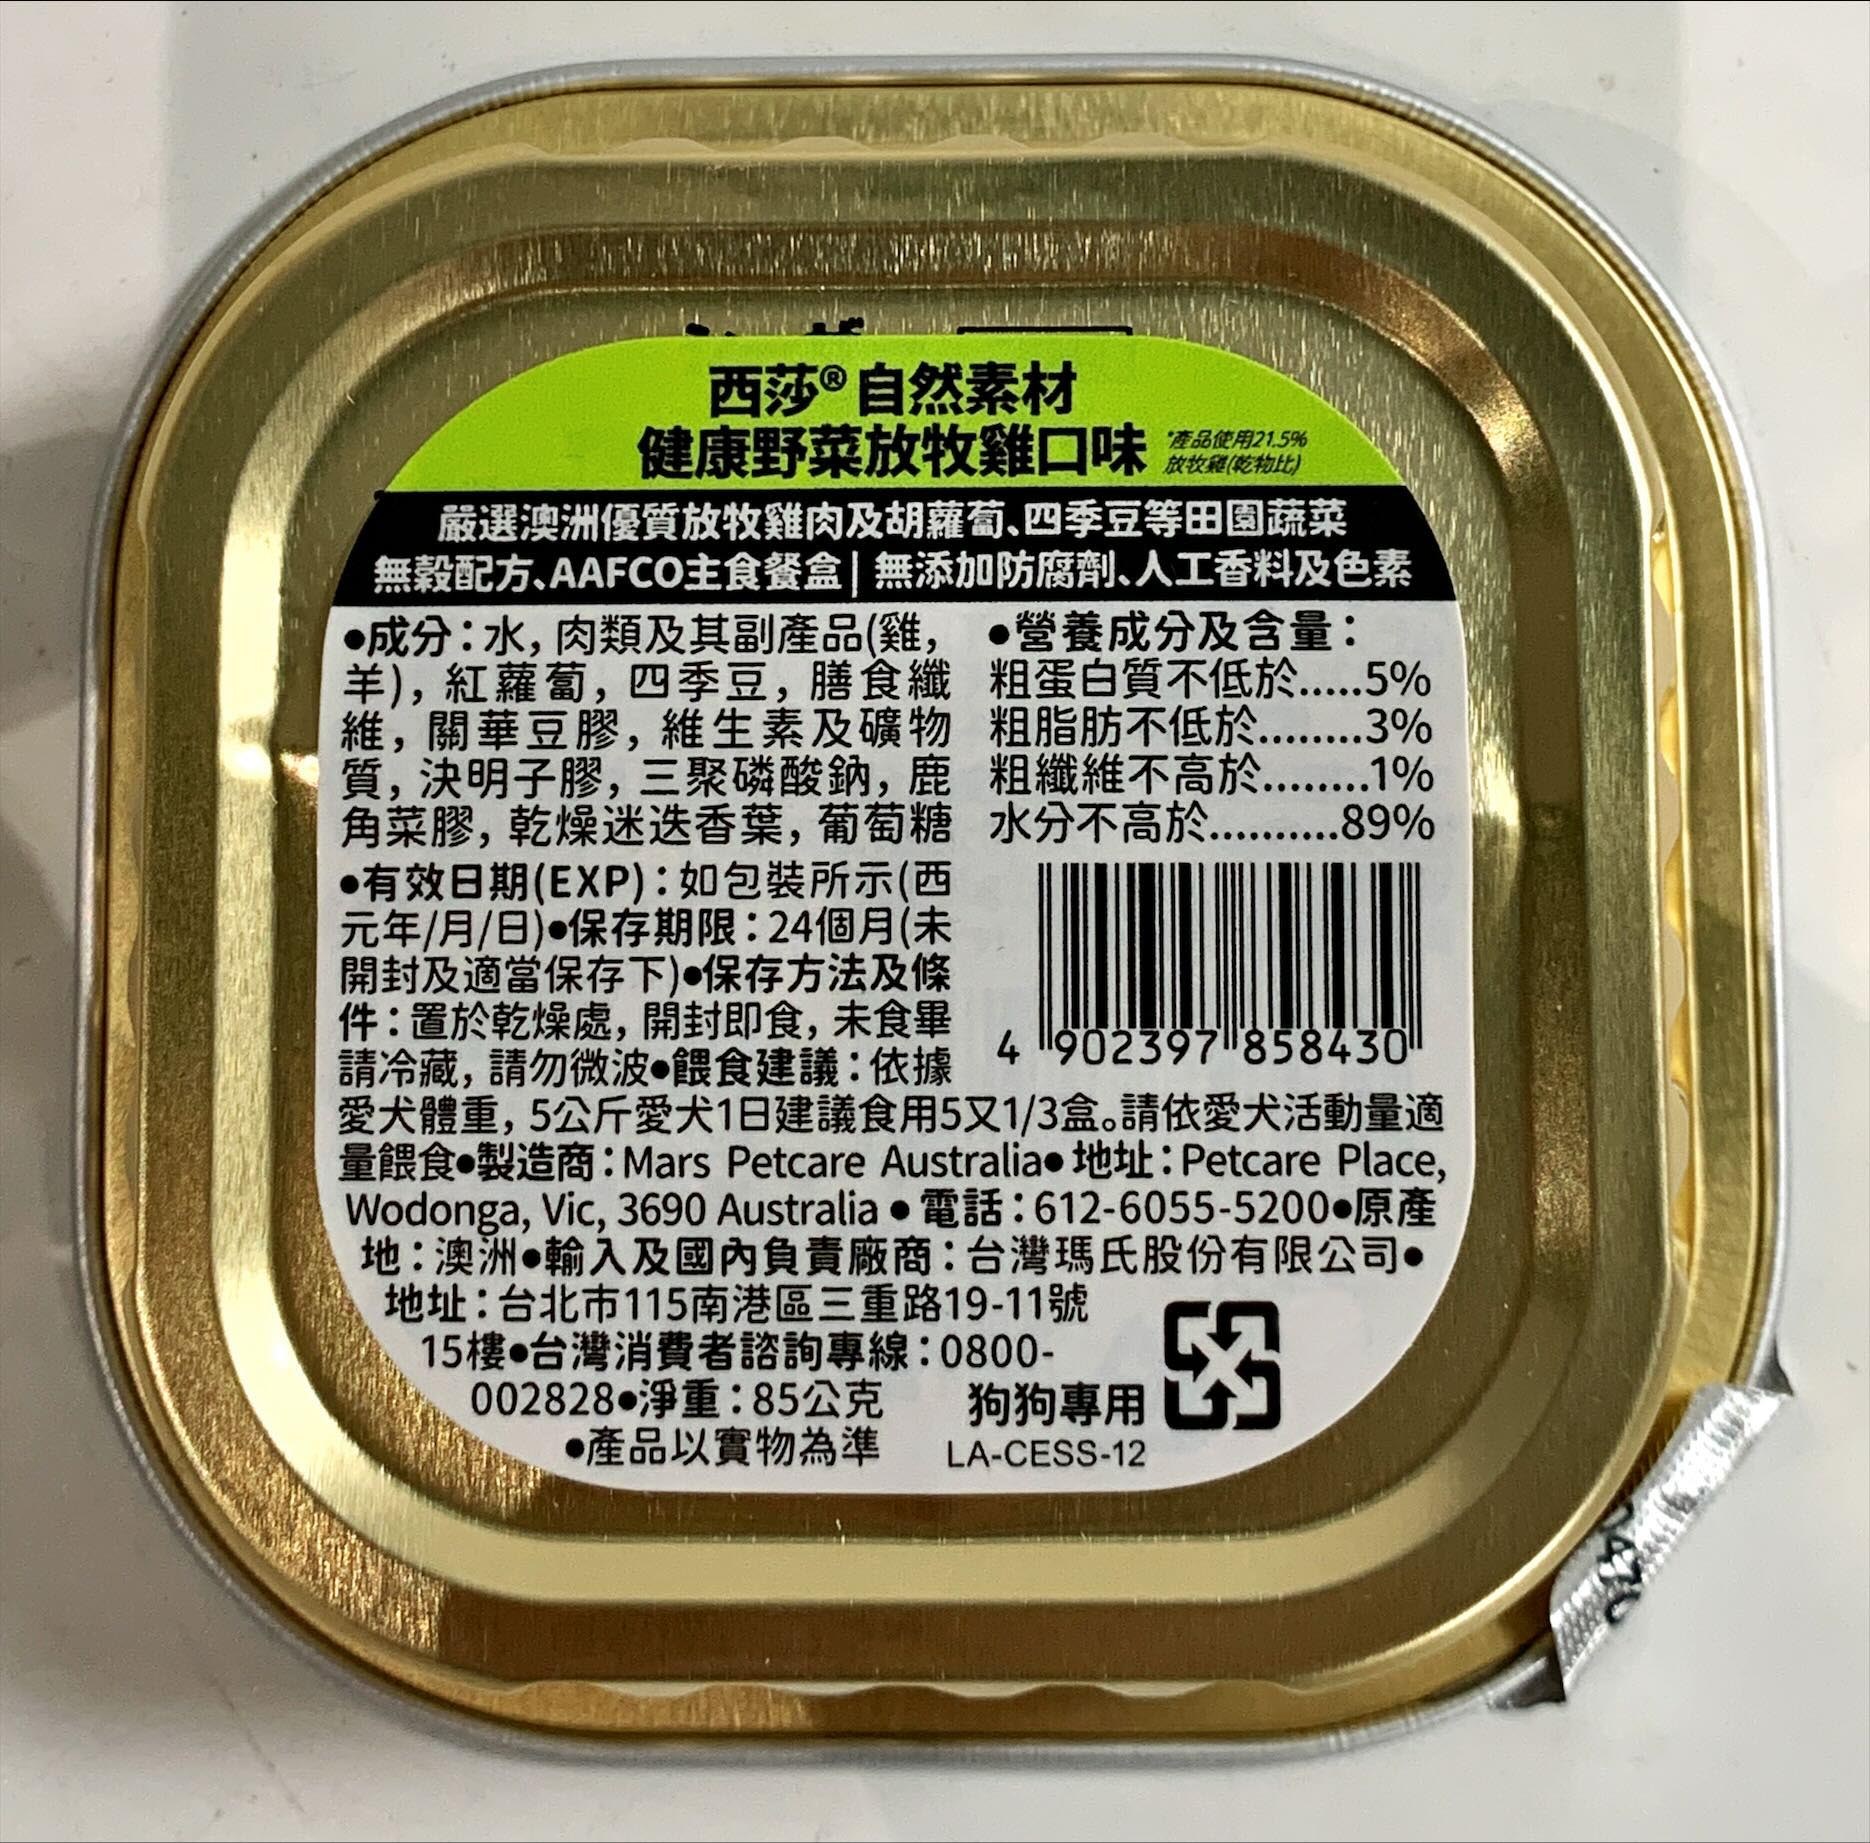 西莎® 自然素材
健康野菜放牧雞口味 *產品使用21.5%
放牧雞(乾物比)
嚴選澳洲優質放牧雞肉及胡蘿蔔、四季豆等田園蔬菜
無穀配方、AAFCO主食餐盒| 無添加防腐劑、人工香料及色素
●成分：水, 肉類及其副產品(雞,
羊), 紅蘿蔔, 四季豆, 膳食纖
維, 關華豆膠, 維生素及礦物
質, 決明子膠, 三聚磷酸鈉, 鹿
角菜膠, 乾燥迷迭香葉, 葡萄糖
●營養成分及含量：
粗蛋白質不低於.....5%
粗脂肪不低於........3%
粗纖維不高於........1%
水分不高於..........89%
●有效日期(EXP)：如包裝所示(西
元年/月/日)●保存期限：24個月(未
開封及適當保存下)●保存方法及條
件：置於乾燥處, 開封即食, 未食畢
請冷藏, 請勿微波●餵食建議：依據
4 902397 858430
愛犬體重, 5公斤愛犬1日建議食用5又1/3盒。請依愛犬活動量適
量餵食●製造商：Mars Petcare Australia● 地址：Petcare Place,
Wodonga, Vic, 3690 Australia ● 電話：612-6055-5200●原產
地：澳洲●輸入及國內負責廠商：台灣瑪氏股份有限公司●
地址：台北市115南港區三重路19-11號
15樓●台灣消費者諮詢專線：0800-
002828●淨重：85公克
●產品以實物為準
狗狗專用
LA-CESS-12